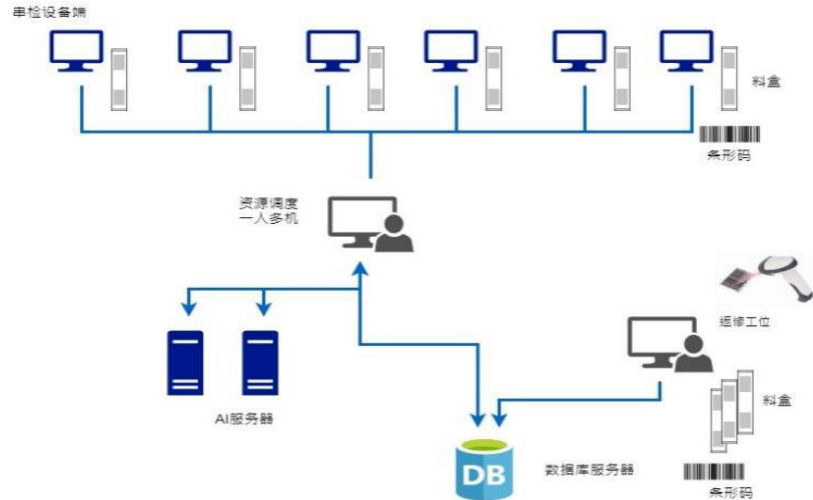 串检设备端
料盒
条形码
资源调度
一人多机
返修工位
AI服务器
料盒
DB
数据库服务器
条形码